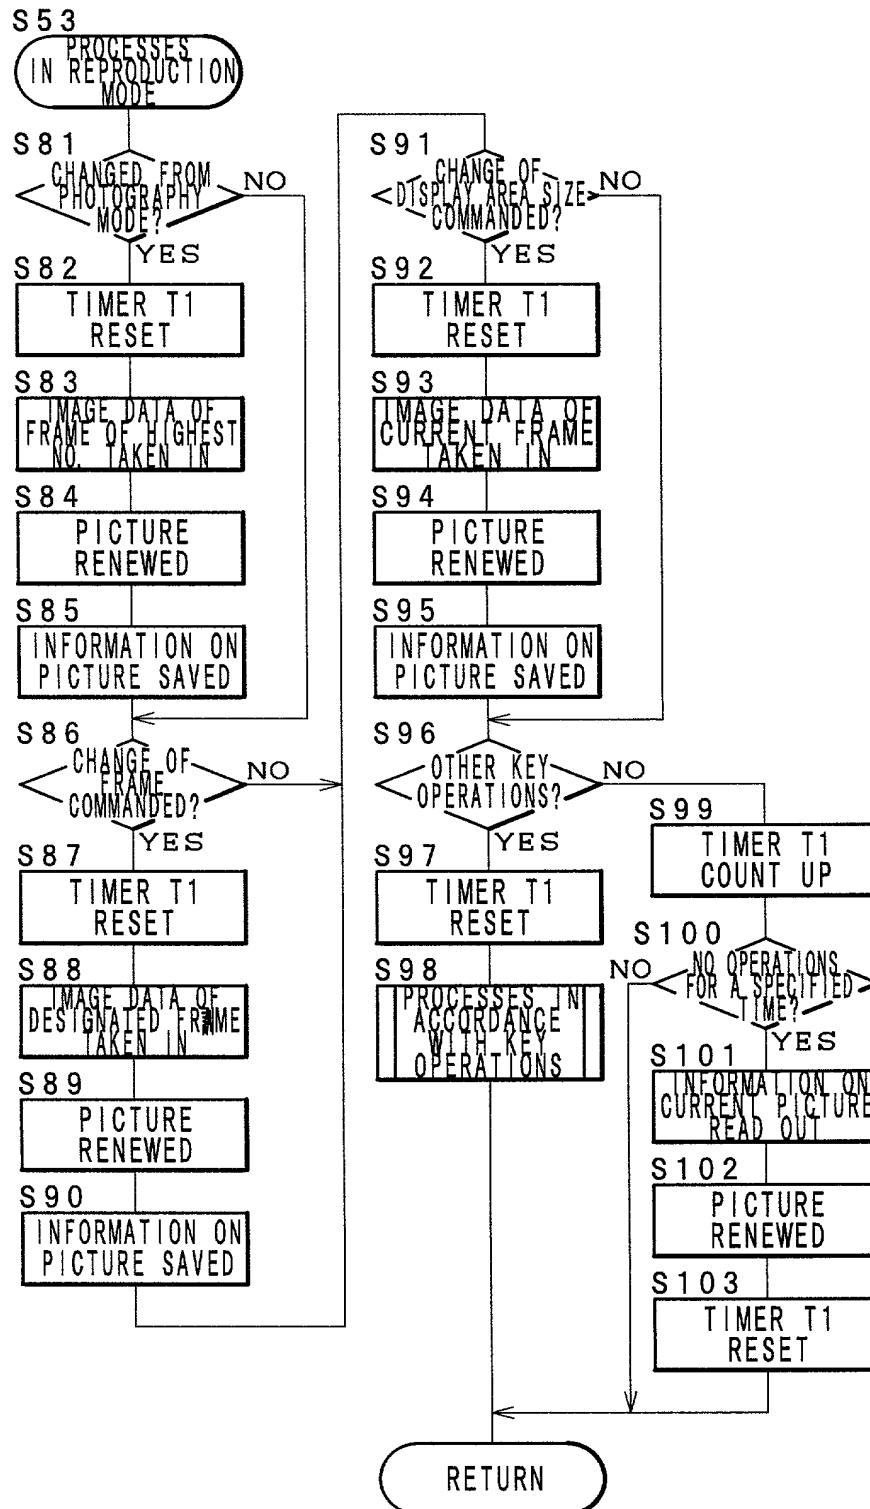 S53
PROCESSES
IN REPRODUCTION
MODE
S81
CHANGED FROM
PHOTOGRAPHY
MODE?
NO
YES
S82
TIMER T1
RESET
S83
IMAGE DATA OF
FRAME OF HIGHEST
NO. TAKEN IN
S84
PICTURE
RENEWED
S85
INFORMATION ON
PICTURE SAVED
S86
CHANGE OF
FRAME
COMMANDED?
NO
YES
S87
TIMER T1
RESET
S88
IMAGE DATA OF
DESIGNATED FRAME
TAKEN IN
S89
PICTURE
RENEWED
S90
INFORMATION ON
PICTURE SAVED
S91
CHANGE OF
DISPLAY AREA SIZE
COMMANDED?
NO
YES
S92
TIMER T1
RESET
S93
IMAGE DATA OF
CURRENT FRAME
TAKEN IN
S94
PICTURE
RENEWED
S95
INFORMATION ON
PICTURE SAVED
S96
OTHER KEY
OPERATIONS?
NO
YES
S97
TIMER T1
RESET
S98
PROCESSES IN
ACCORDANCE
WITH KEY
OPERATIONS
S99
TIMER T1
COUNT UP
S100
NO OPERATIONS
FOR A SPECIFIED
TIME?
NO
YES
S101
INFORMATION ON
CURRENT PICTURE
READ OUT
S102
PICTURE
RENEWED
S103
TIMER T1
RESET
RETURN